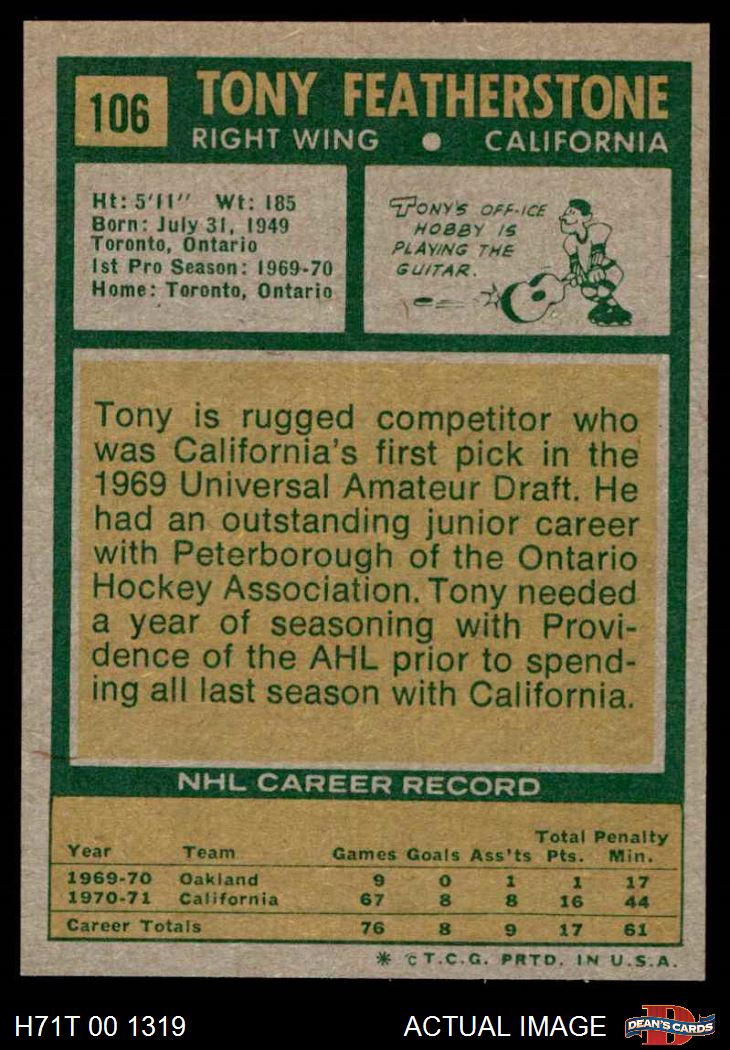 106
TONY FEATHERSTONE
RIGHT WING ● CALIFORNIA
Ht: 5'11" Wt: 185
Born: July 31, 1949
Toronto, Ontario
1st Pro Season: 1969-70
Home: Toronto, Ontario
TONY'S OFF-ICE
HOBBY IS
PLAYING THE
GUITAR.
Tony is rugged competitor who
was California's first pick in the
1969 Universal Amateur Draft. He
had an outstanding junior career
with Peterborough of the Ontario
Hockey Association. Tony needed
a year of seasoning with Provi-
dence of the AHL prior to spend-
ing all last season with California.
NHL CAREER RECORD
Year Team Games Goals Ass'ts Total Pts. Penalty Min.
1969-70 Oakland 9 0 1 1 17
1970-71 California 67 8 8 16 44
Career Totals 76 8 9 17 61
* © T.C.G. PRTD. IN U.S.A.
H71T 00 1319 ACTUAL IMAGE
D
DEAN'S CARDS